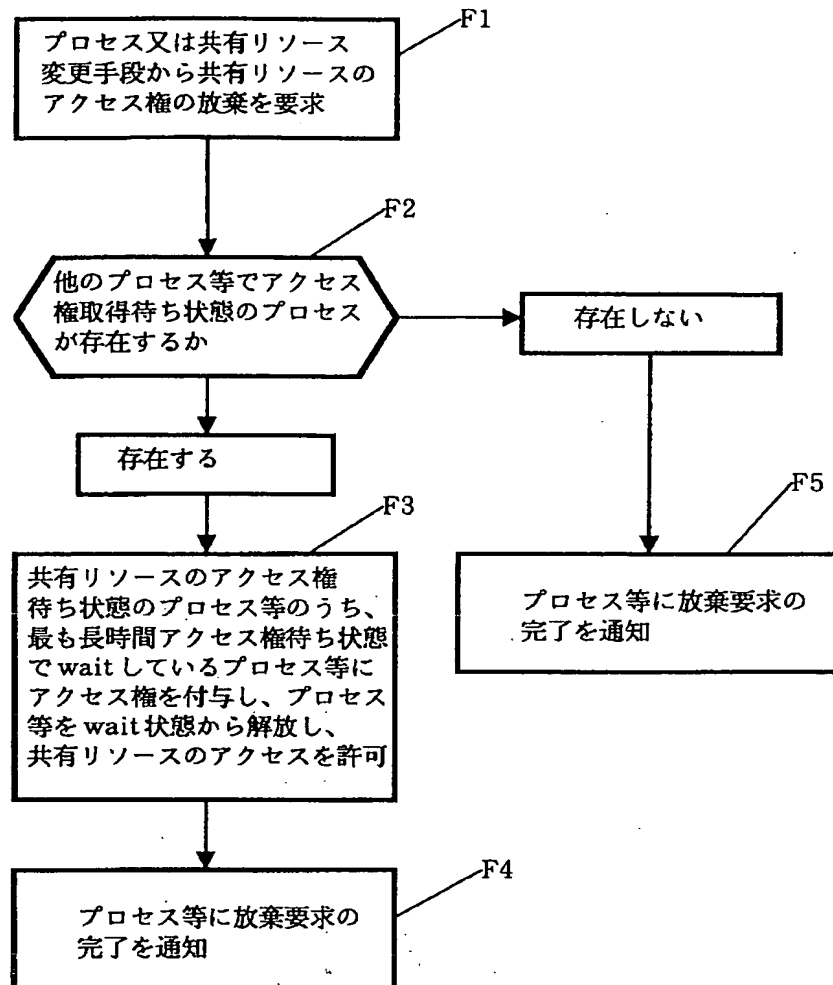 F1
プロセス又は共有リソース
変更手段から共有リソースの
アクセス権の放棄を要求
F2
他のプロセス等でアクセス
権取得待ち状態のプロセス
が存在するか
存在しない
存在する
F3
共有リソースのアクセス権
待ち状態のプロセス等のうち、
最も長時間アクセス権待ち状態
でwaitしているプロセス等に
アクセス権を付与し、プロセス
等をwait状態から解放し、
共有リソースのアクセスを許可
F5
プロセス等に放棄要求の
完了を通知
F4
プロセス等に放棄要求の
完了を通知